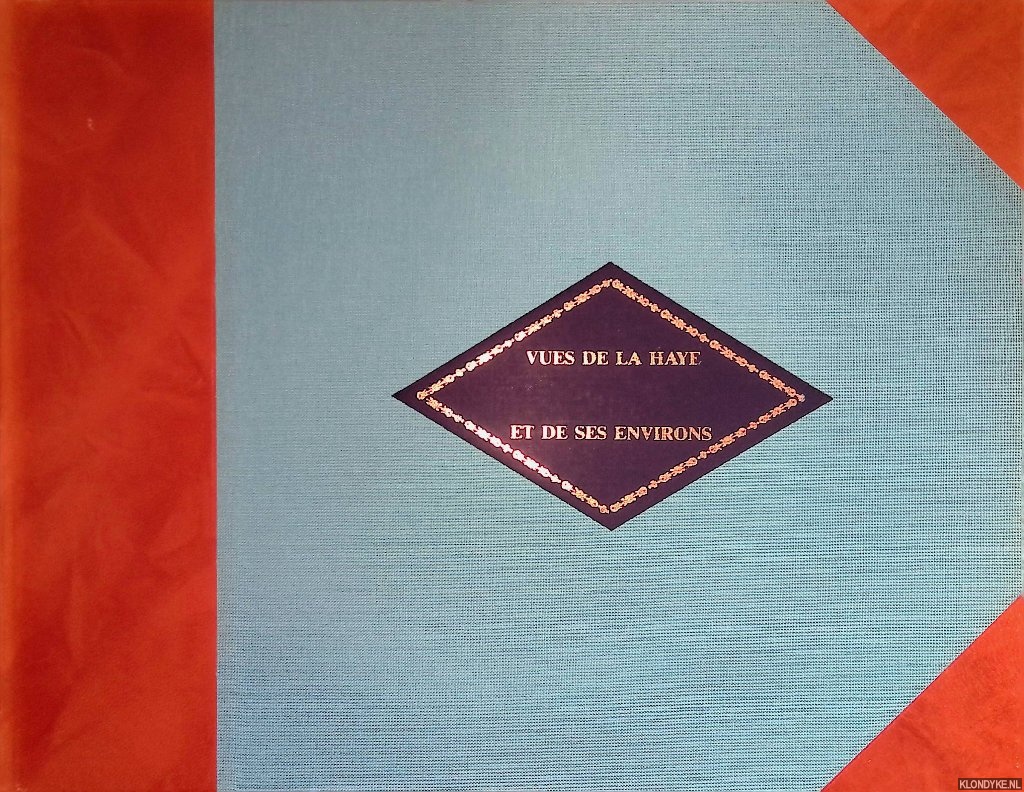 VUES DE LA HAYE
ET DE SES ENVIRONS
KLONDYKE.NL